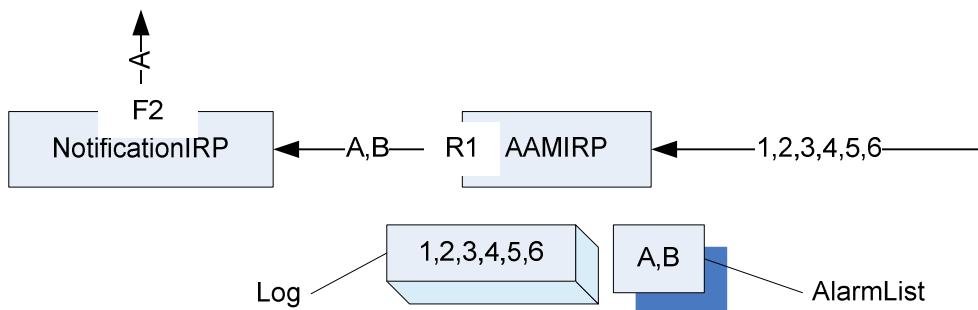 A
F2
NotificationIRP
A,B
R1
AAMIRP
1,2,3,4,5,6
1,2,3,4,5,6
A,B
Log
AlarmList